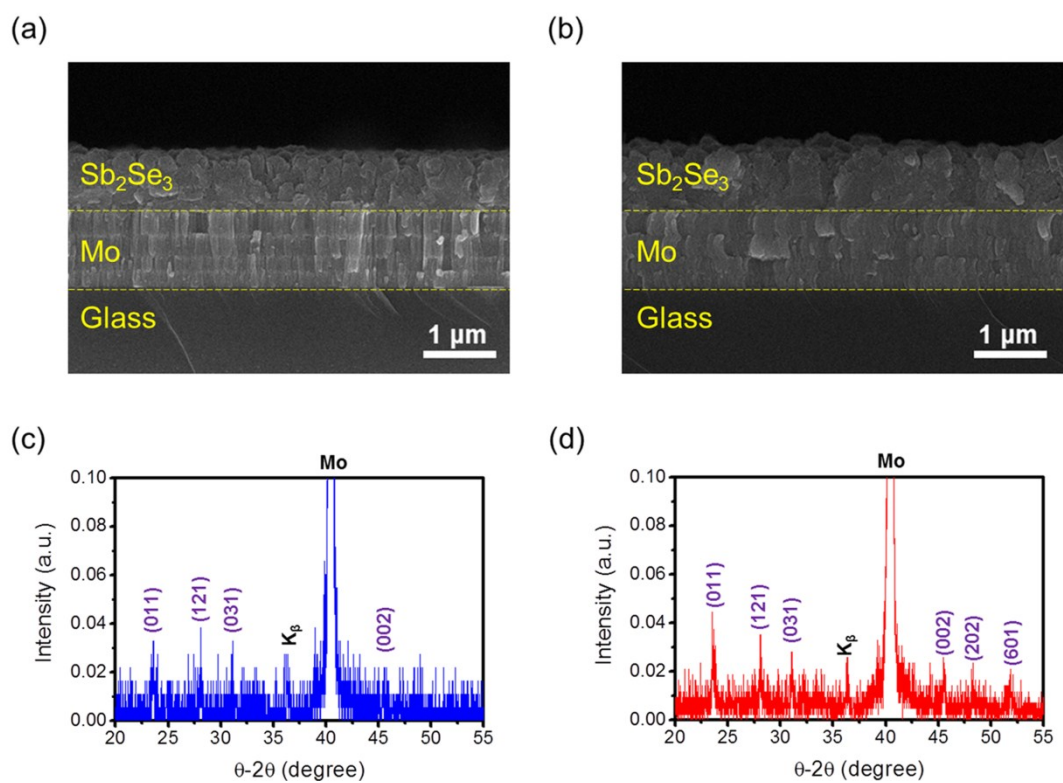 (a)
Sb₂Se₃
Mo
Glass
1 μm
(b)
Sb₂Se₃
Mo
Glass
1 μm
(c)
Mo
Intensity (a.u.)
0.10
0.08
0.06
0.04
0.02
0.00
(011)
(121)
(031)
Kβ
(002)
20 25 30 35 40 45 50 55
θ-2θ (degree)
(d)
Mo
Intensity (a.u.)
0.10
0.08
0.06
0.04
0.02
0.00
(011)
(121)
(031)
Kβ
(002)
(202)
(601)
20 25 30 35 40 45 50 55
θ-2θ (degree)